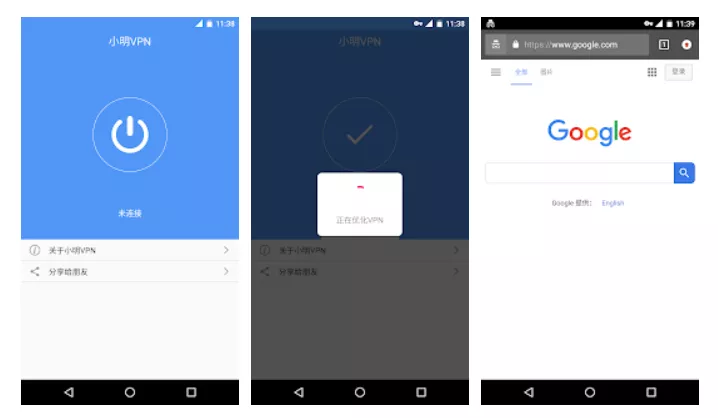 11:38
小明VPN
未连接
关于小明VPN
分享给朋友
11:38
小明VPN
正在优化VPN
关于小明VPN
分享给朋友
11:39
https://www.google.com
1
全部 图片
登录
Google
Google 提供： English